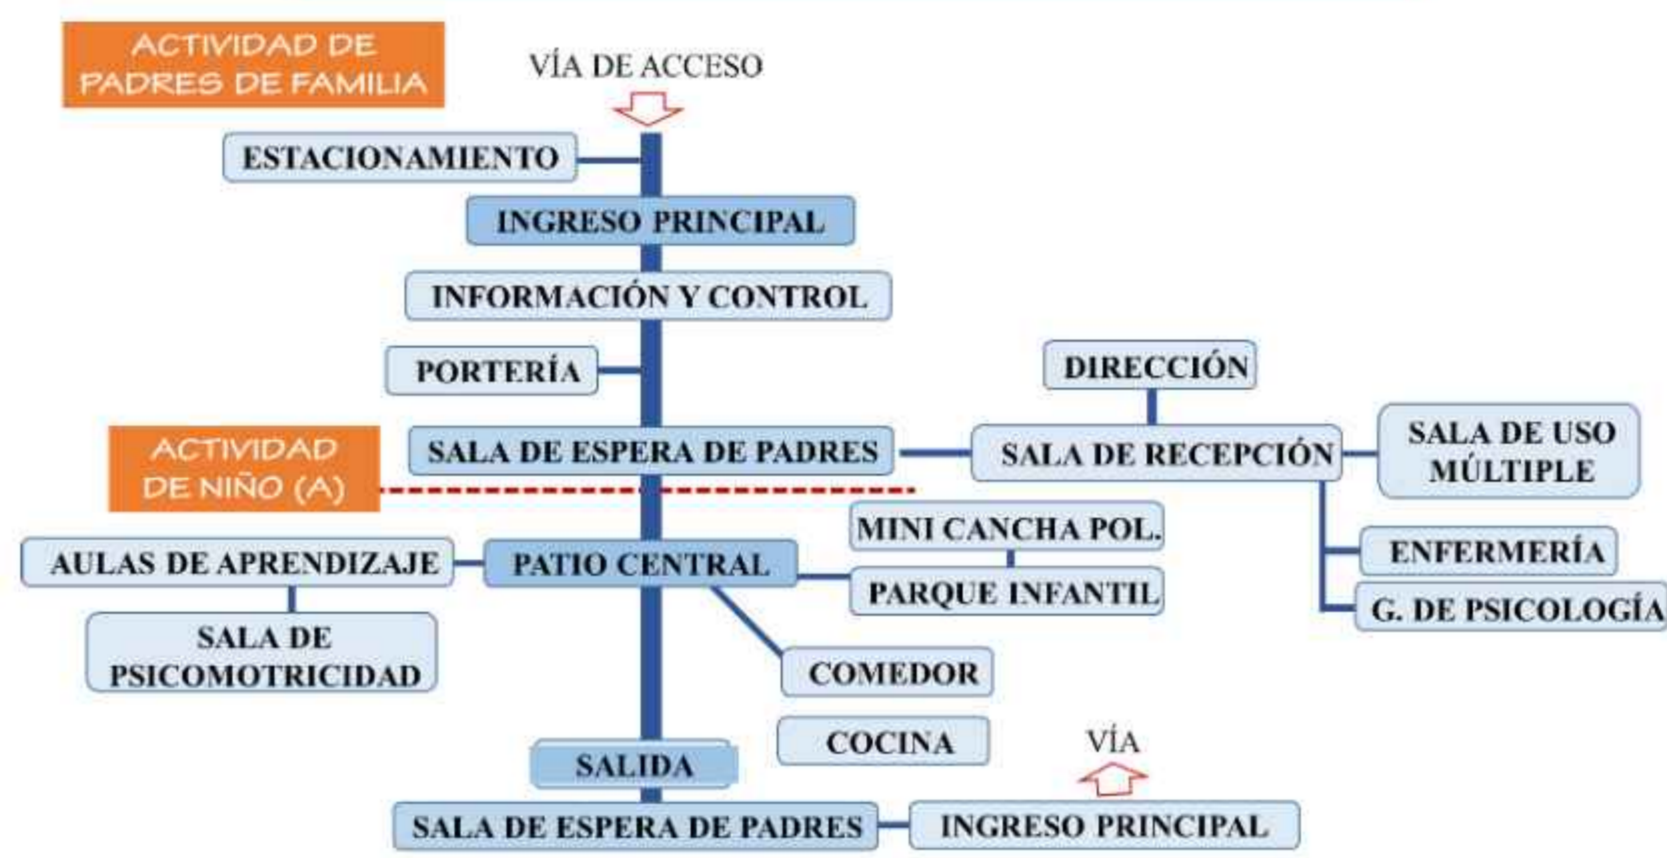 ACTIVIDAD DE
PADRES DE FAMILIA
VÍA DE ACCESO
ESTACIONAMIENTO
INGRESO PRINCIPAL
INFORMACIÓN Y CONTROL
PORTERÍA
DIRECCIÓN
ACTIVIDAD
DE NIÑO (A)
SALA DE ESPERA DE PADRES
SALA DE RECEPCIÓN
SALA DE USO
MÚLTIPLE
MINI CANCHA POL.
ENFERMERÍA
AULAS DE APRENDIZAJE
PATIO CENTRAL
PARQUE INFANTIL
G. DE PSICOLOGÍA
SALA DE
PSICOMOTRICIDAD
COMEDOR
COCINA
VÍA
SALIDA
SALA DE ESPERA DE PADRES
INGRESO PRINCIPAL